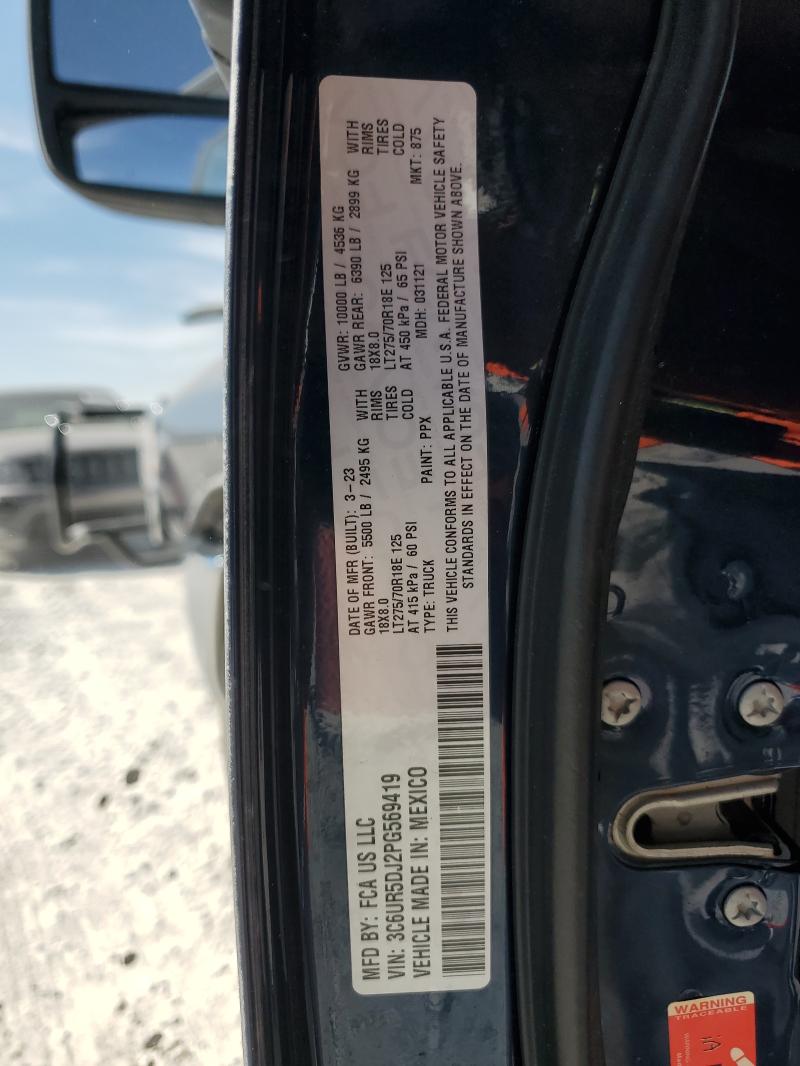 MFD BY: FCA US LLC
VIN: 3C6UR5DJ2PG569419
VEHICLE MADE IN: MEXICO
DATE OF MFR (BUILT): 3-23 GVWR: 10000 LB / 4536 KG
GAWR FRONT: 5500 LB / 2495 KG WITH GAWR REAR: 6390 LB / 2899 KG WITH
18X8.0 RIMS 18X8.0 RIMS
LT275/70R18E 125 TIRES LT275/70R18E 125 TIRES
AT 415 kPa / 60 PSI COLD AT 450 kPa / 65 PSI COLD
TYPE: TRUCK PAINT: PPX MDH: 031121 MKT: 875
THIS VEHICLE CONFORMS TO ALL APPLICABLE U.S.A. FEDERAL MOTOR VEHICLE SAFETY
STANDARDS IN EFFECT ON THE DATE OF MANUFACTURE SHOWN ABOVE.
WARNING
TRACEABLE
WARNING